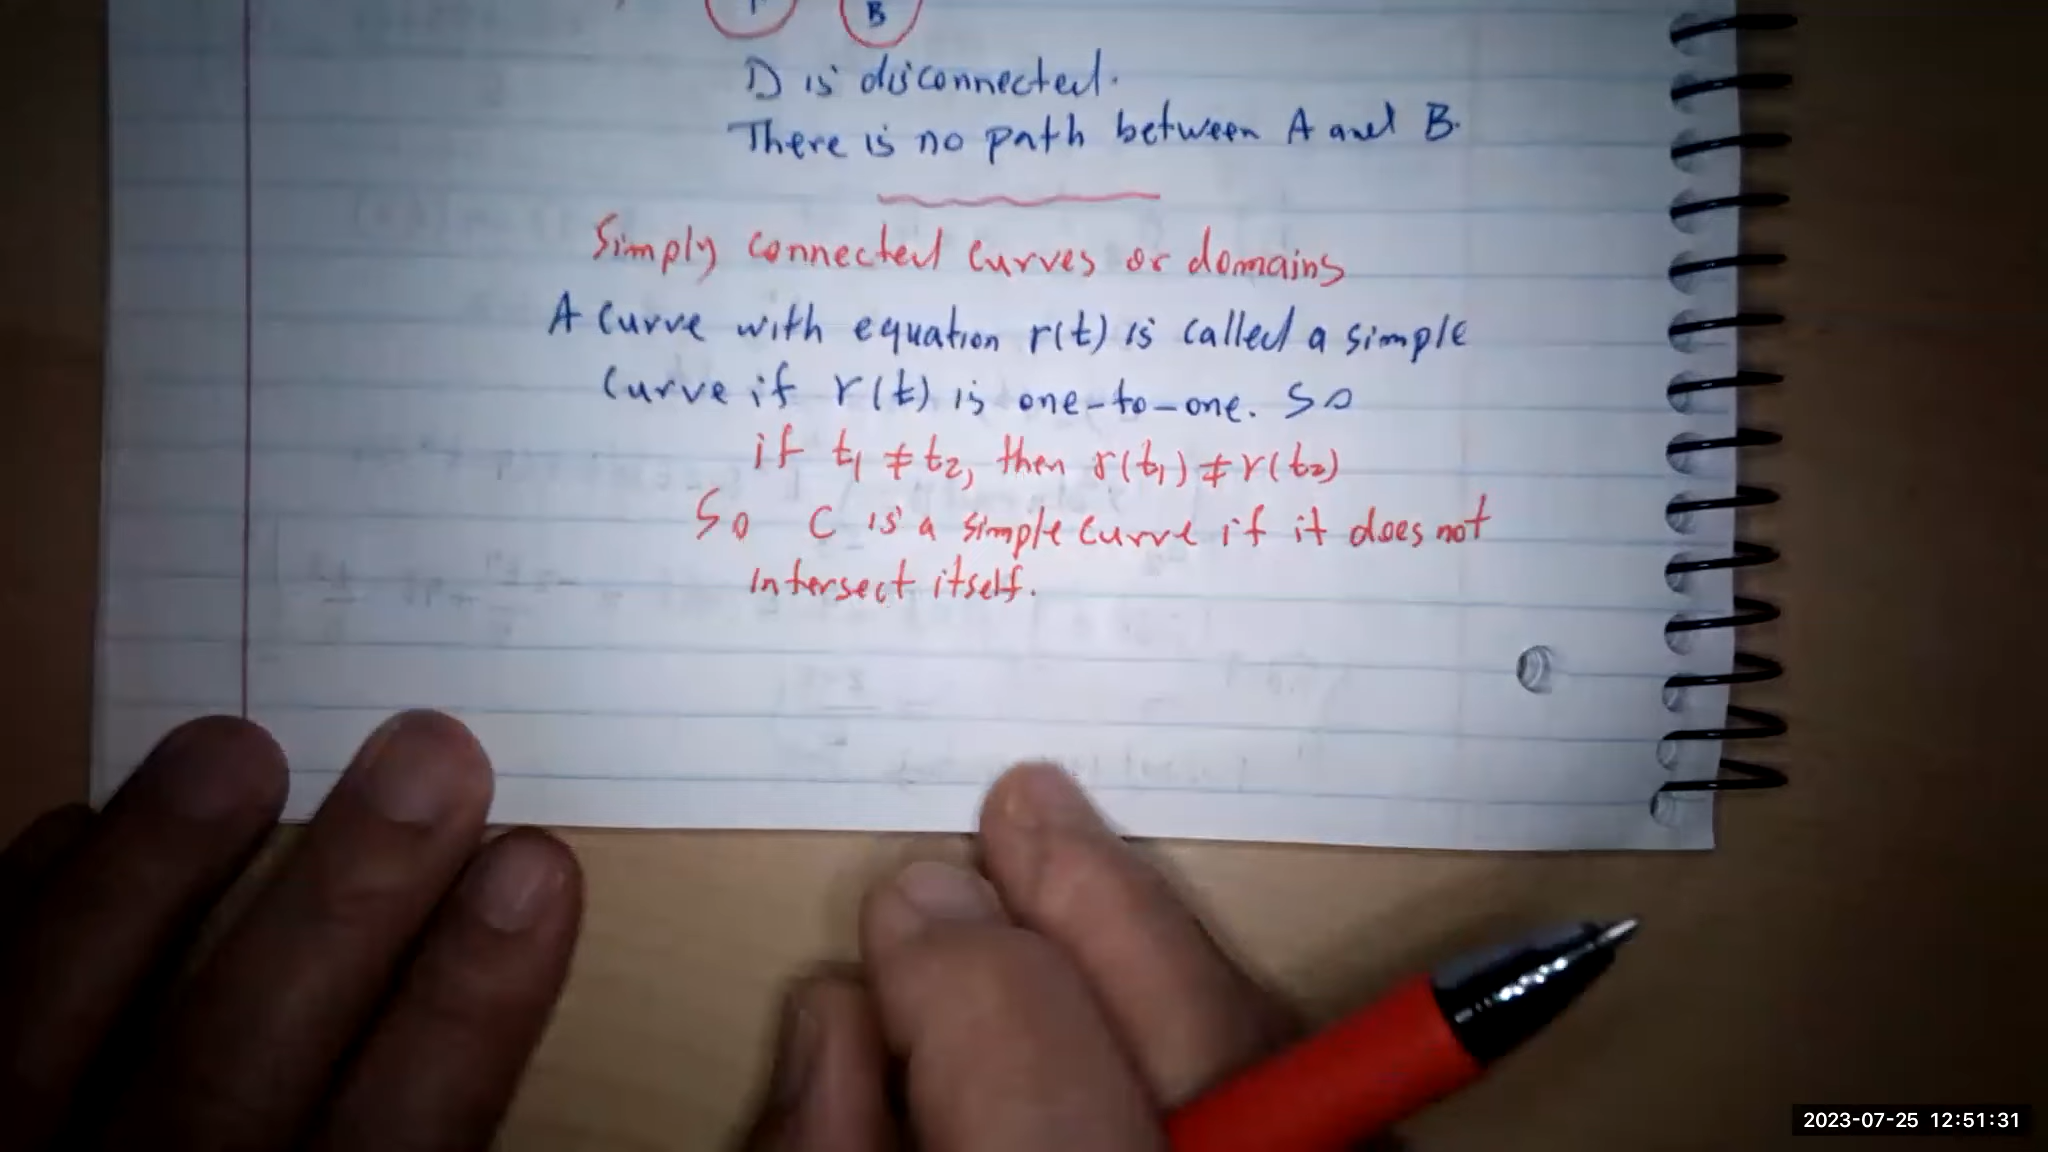 B
D is disconnected.
There is no path between A and B.
Simply connected curves or domains
A curve with equation r(t) is called a simple
curve if r(t) is one-to-one. So
if t₁ ≠ t₂, then r(t₁) ≠ r(t₂)
So C is a simple curve if it does not
intersect itself.
2023-07-25 12:51:31